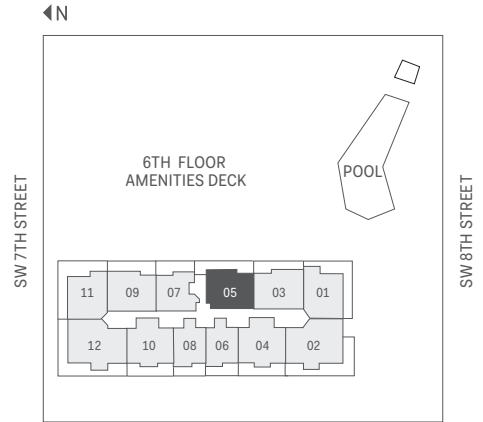 N
6TH FLOOR
AMENITIES DECK
POOL
SW 7TH STREET
SW 8TH STREET
11 09 07 05 03 01
12 10 08 06 04 02